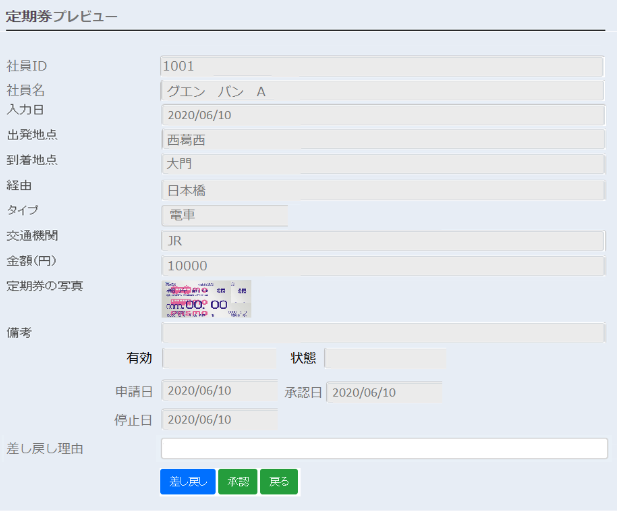 定期券プレビュー
社員ID 1001
社員名 グエン　バン　A
入力日 2020/06/10
出発地点 西葛西
到着地点 大門
経由 日本橋
タイプ 電車
交通機関 JR
金額(円) 10000
定期券の写真
備考
有効 状態
申請日 2020/06/10 承認日 2020/06/10
停止日 2020/06/10
差し戻し理由
差し戻し 承認 戻る